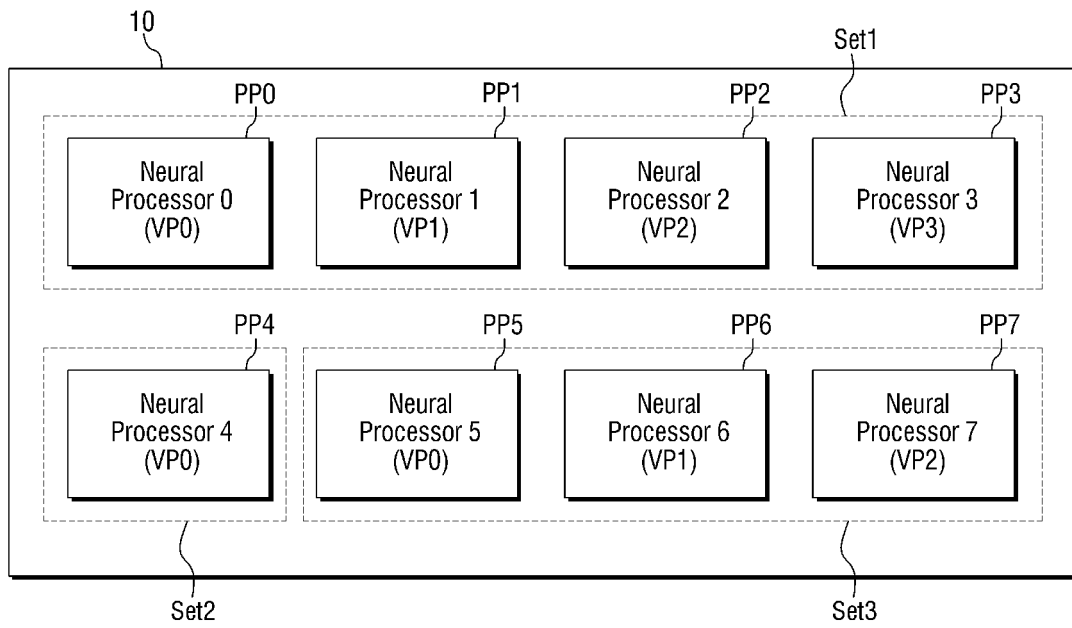 10
Set1
PP0
PP1
PP2
PP3
Neural
Processor 0
(VP0)
Neural
Processor 1
(VP1)
Neural
Processor 2
(VP2)
Neural
Processor 3
(VP3)
PP4
PP5
PP6
PP7
Neural
Processor 4
(VP0)
Neural
Processor 5
(VP0)
Neural
Processor 6
(VP1)
Neural
Processor 7
(VP2)
Set2
Set3